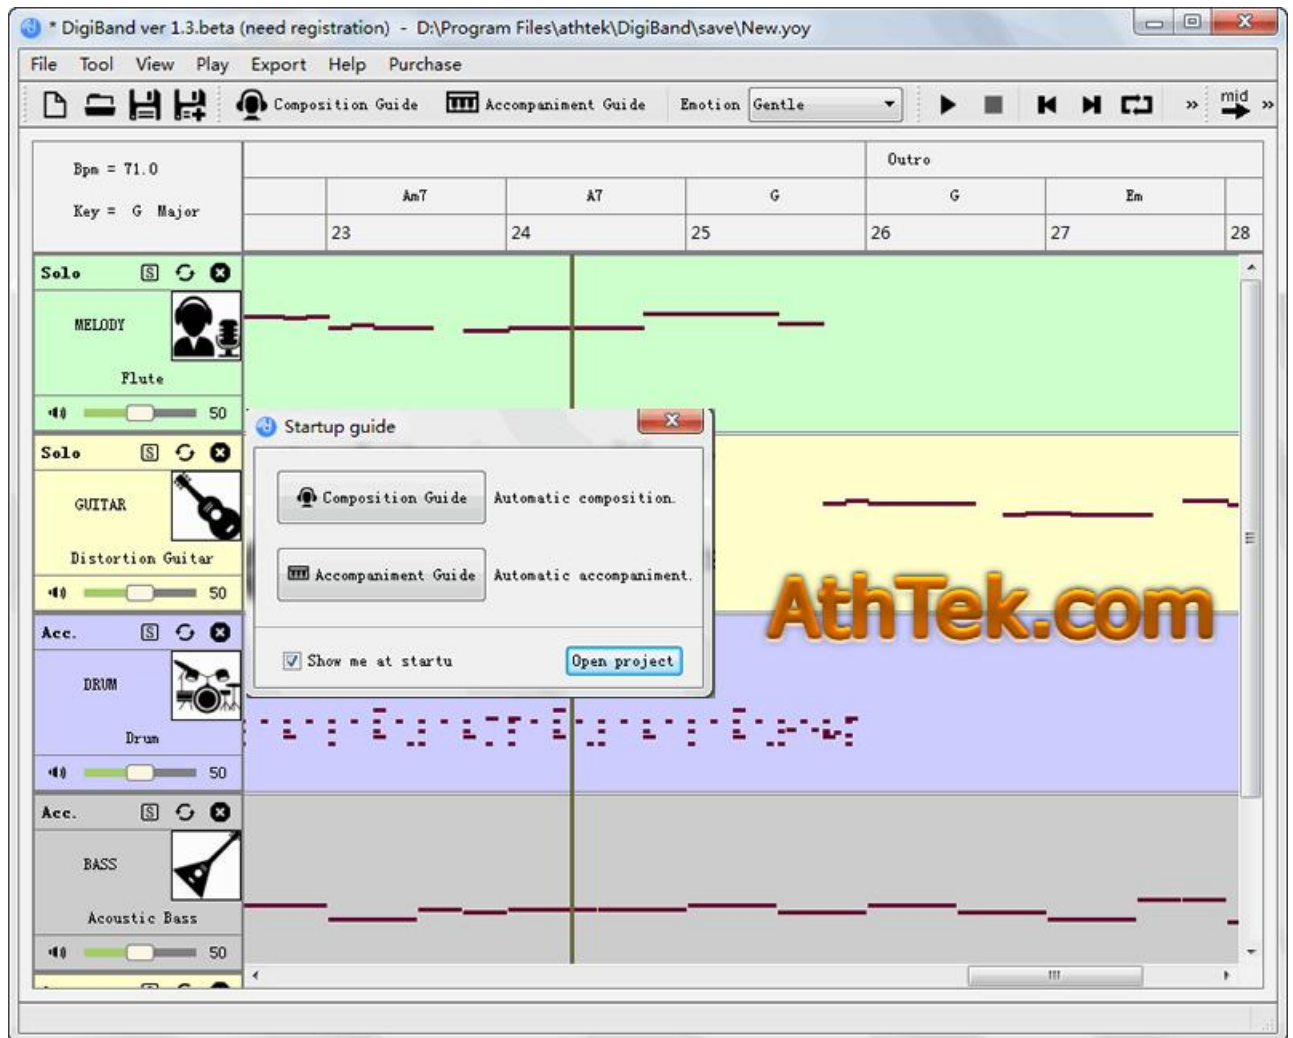 * DigiBand ver 1.3.beta (need registration) - D:\Program Files\athtek\DigiBand\save\New.yoy
File Tool View Play Export Help Purchase
Composition Guide Accompaniment Guide Emotion Gentle » mid »
Bpm = 71.0
Key = G Major
Outro
Am7 A7 G G Em
23 24 25 26 27 28
Solo S
MELODY
Flute
50
Solo S
GUITAR
Distortion Guitar
50
Acc. S
DRUM
Drum
50
Acc. S
BASS
Acoustic Bass
50
Startup guide
Composition Guide Automatic composition.
Accompaniment Guide Automatic accompaniment.
Show me at startu Open project
AthTek.com